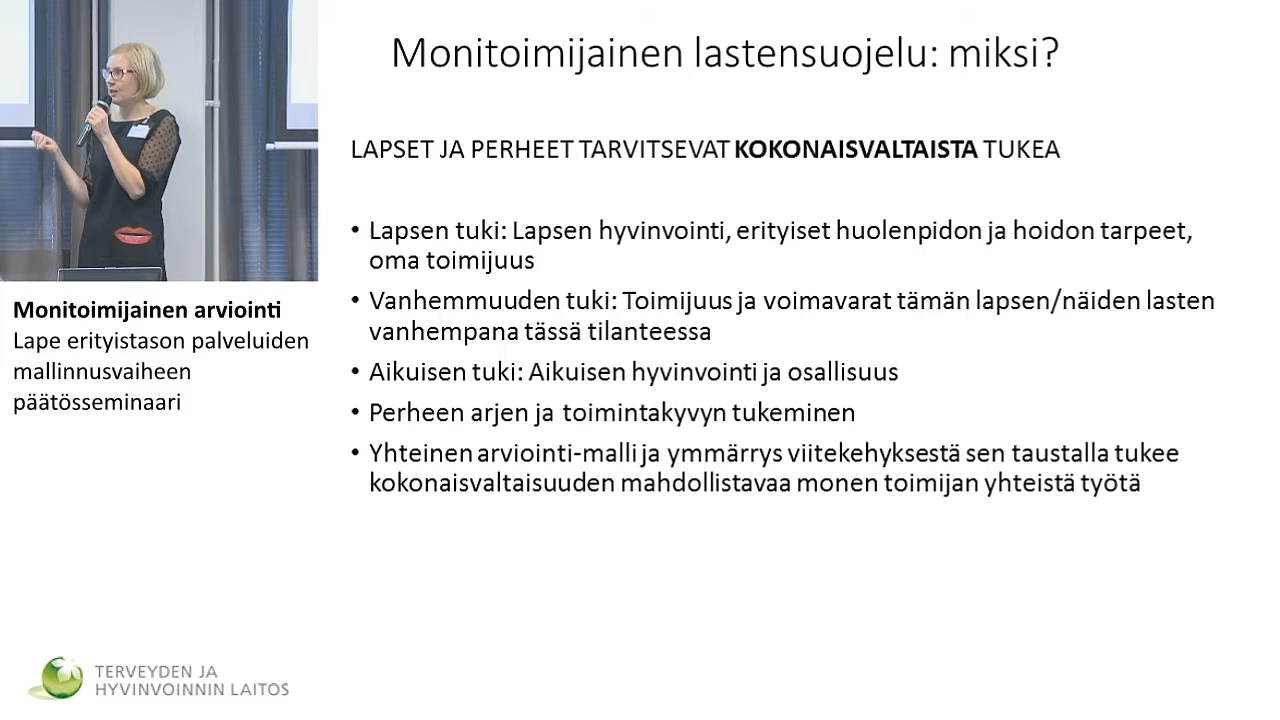 Monitoimijainen lastensuojelu: miksi?
LAPSET JA PERHEET TARVITSEVAT KOKONAISVALTAISTA TUKEA
• Lapsen tuki: Lapsen hyvinvointi, erityiset huolenpidon ja hoidon tarpeet,
oma toimijuus
• Vanhemmuuden tuki: Toimijuus ja voimavarat tämän lapsen/näiden lasten
vanhempana tässä tilanteessa
• Aikuisen tuki: Aikuisen hyvinvointi ja osallisuus
• Perheen arjen ja toimintakyvyn tukeminen
• Yhteinen arviointi-malli ja ymmärrys viitekehyksestä sen taustalla tukee
kokonaisvaltaisuuden mahdollistavaa monen toimijan yhteistä työtä
Monitoimijainen arviointi
Lape erityistason palveluiden
mallinnusvaiheen
päätösseminaari
TERVEYDEN JA
HYVINVOINNIN LAITOS